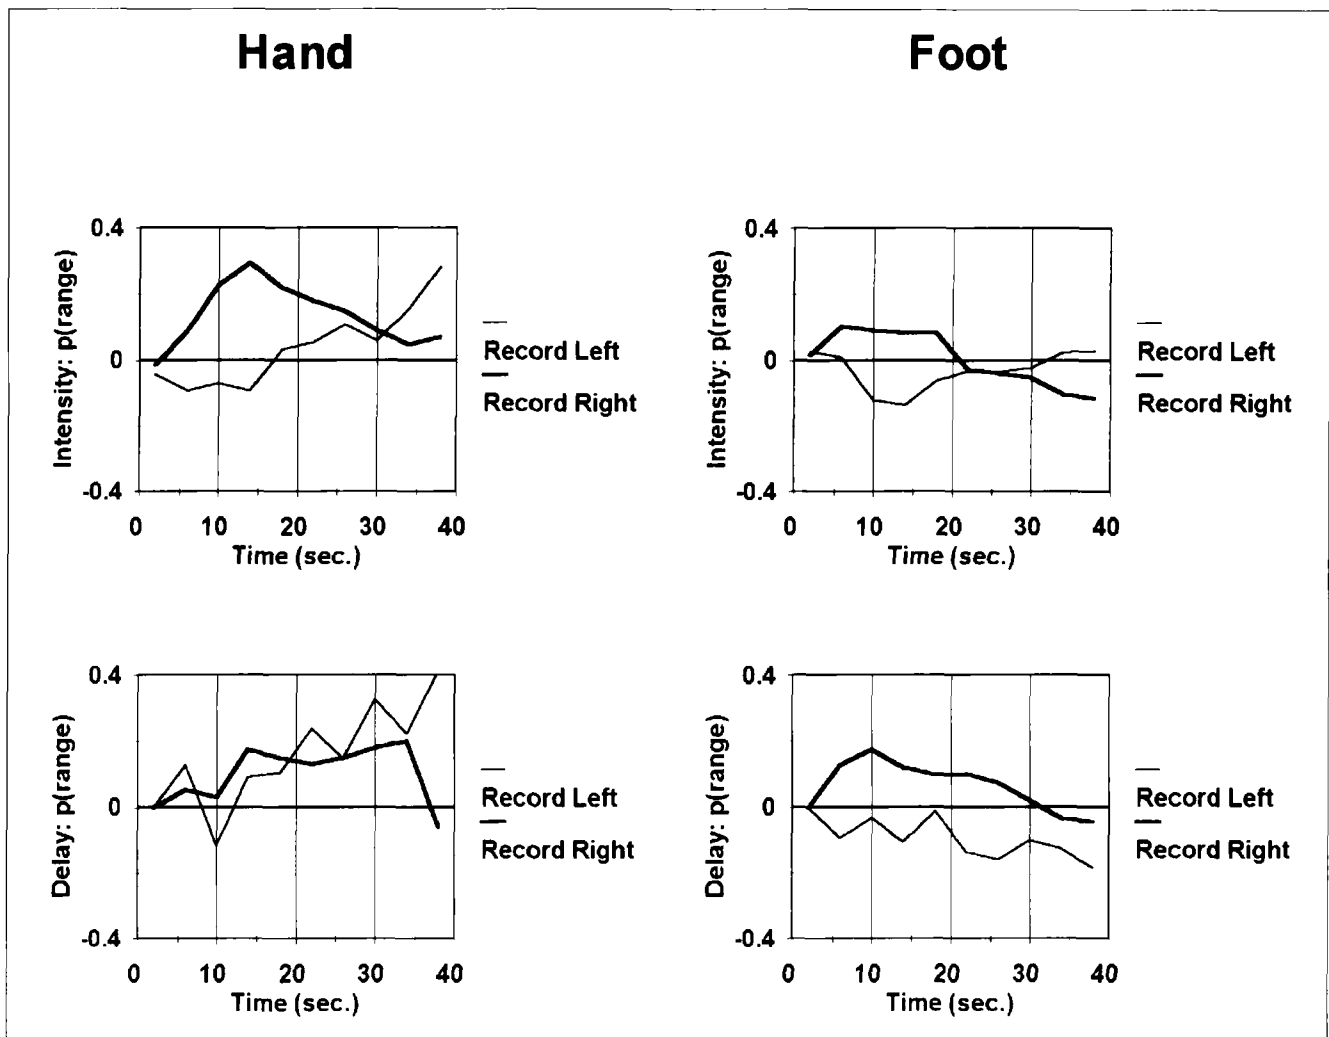 Hand
Foot
0.4
0
-0.4
Intensity: p(range)
0 10 20 30 40
Time (sec.)
Record Left
Record Right
0.4
0
-0.4
Intensity: p(range)
0 10 20 30 40
Time (sec.)
Record Left
Record Right
0.4
0
-0.4
Delay: p(range)
0 10 20 30 40
Time (sec.)
Record Left
Record Right
0.4
0
-0.4
Delay: p(range)
0 10 20 30 40
Time (sec.)
Record Left
Record Right